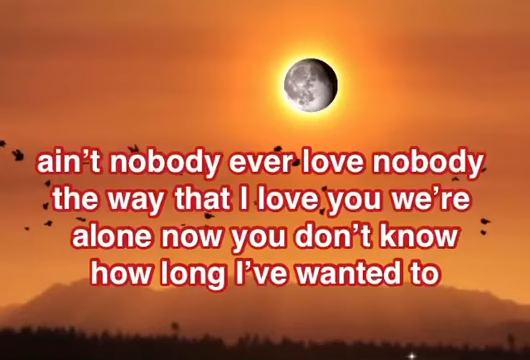 ain’t nobody ever love nobody
the way that I love you we’re
alone now you don’t know
how long I’ve wanted to